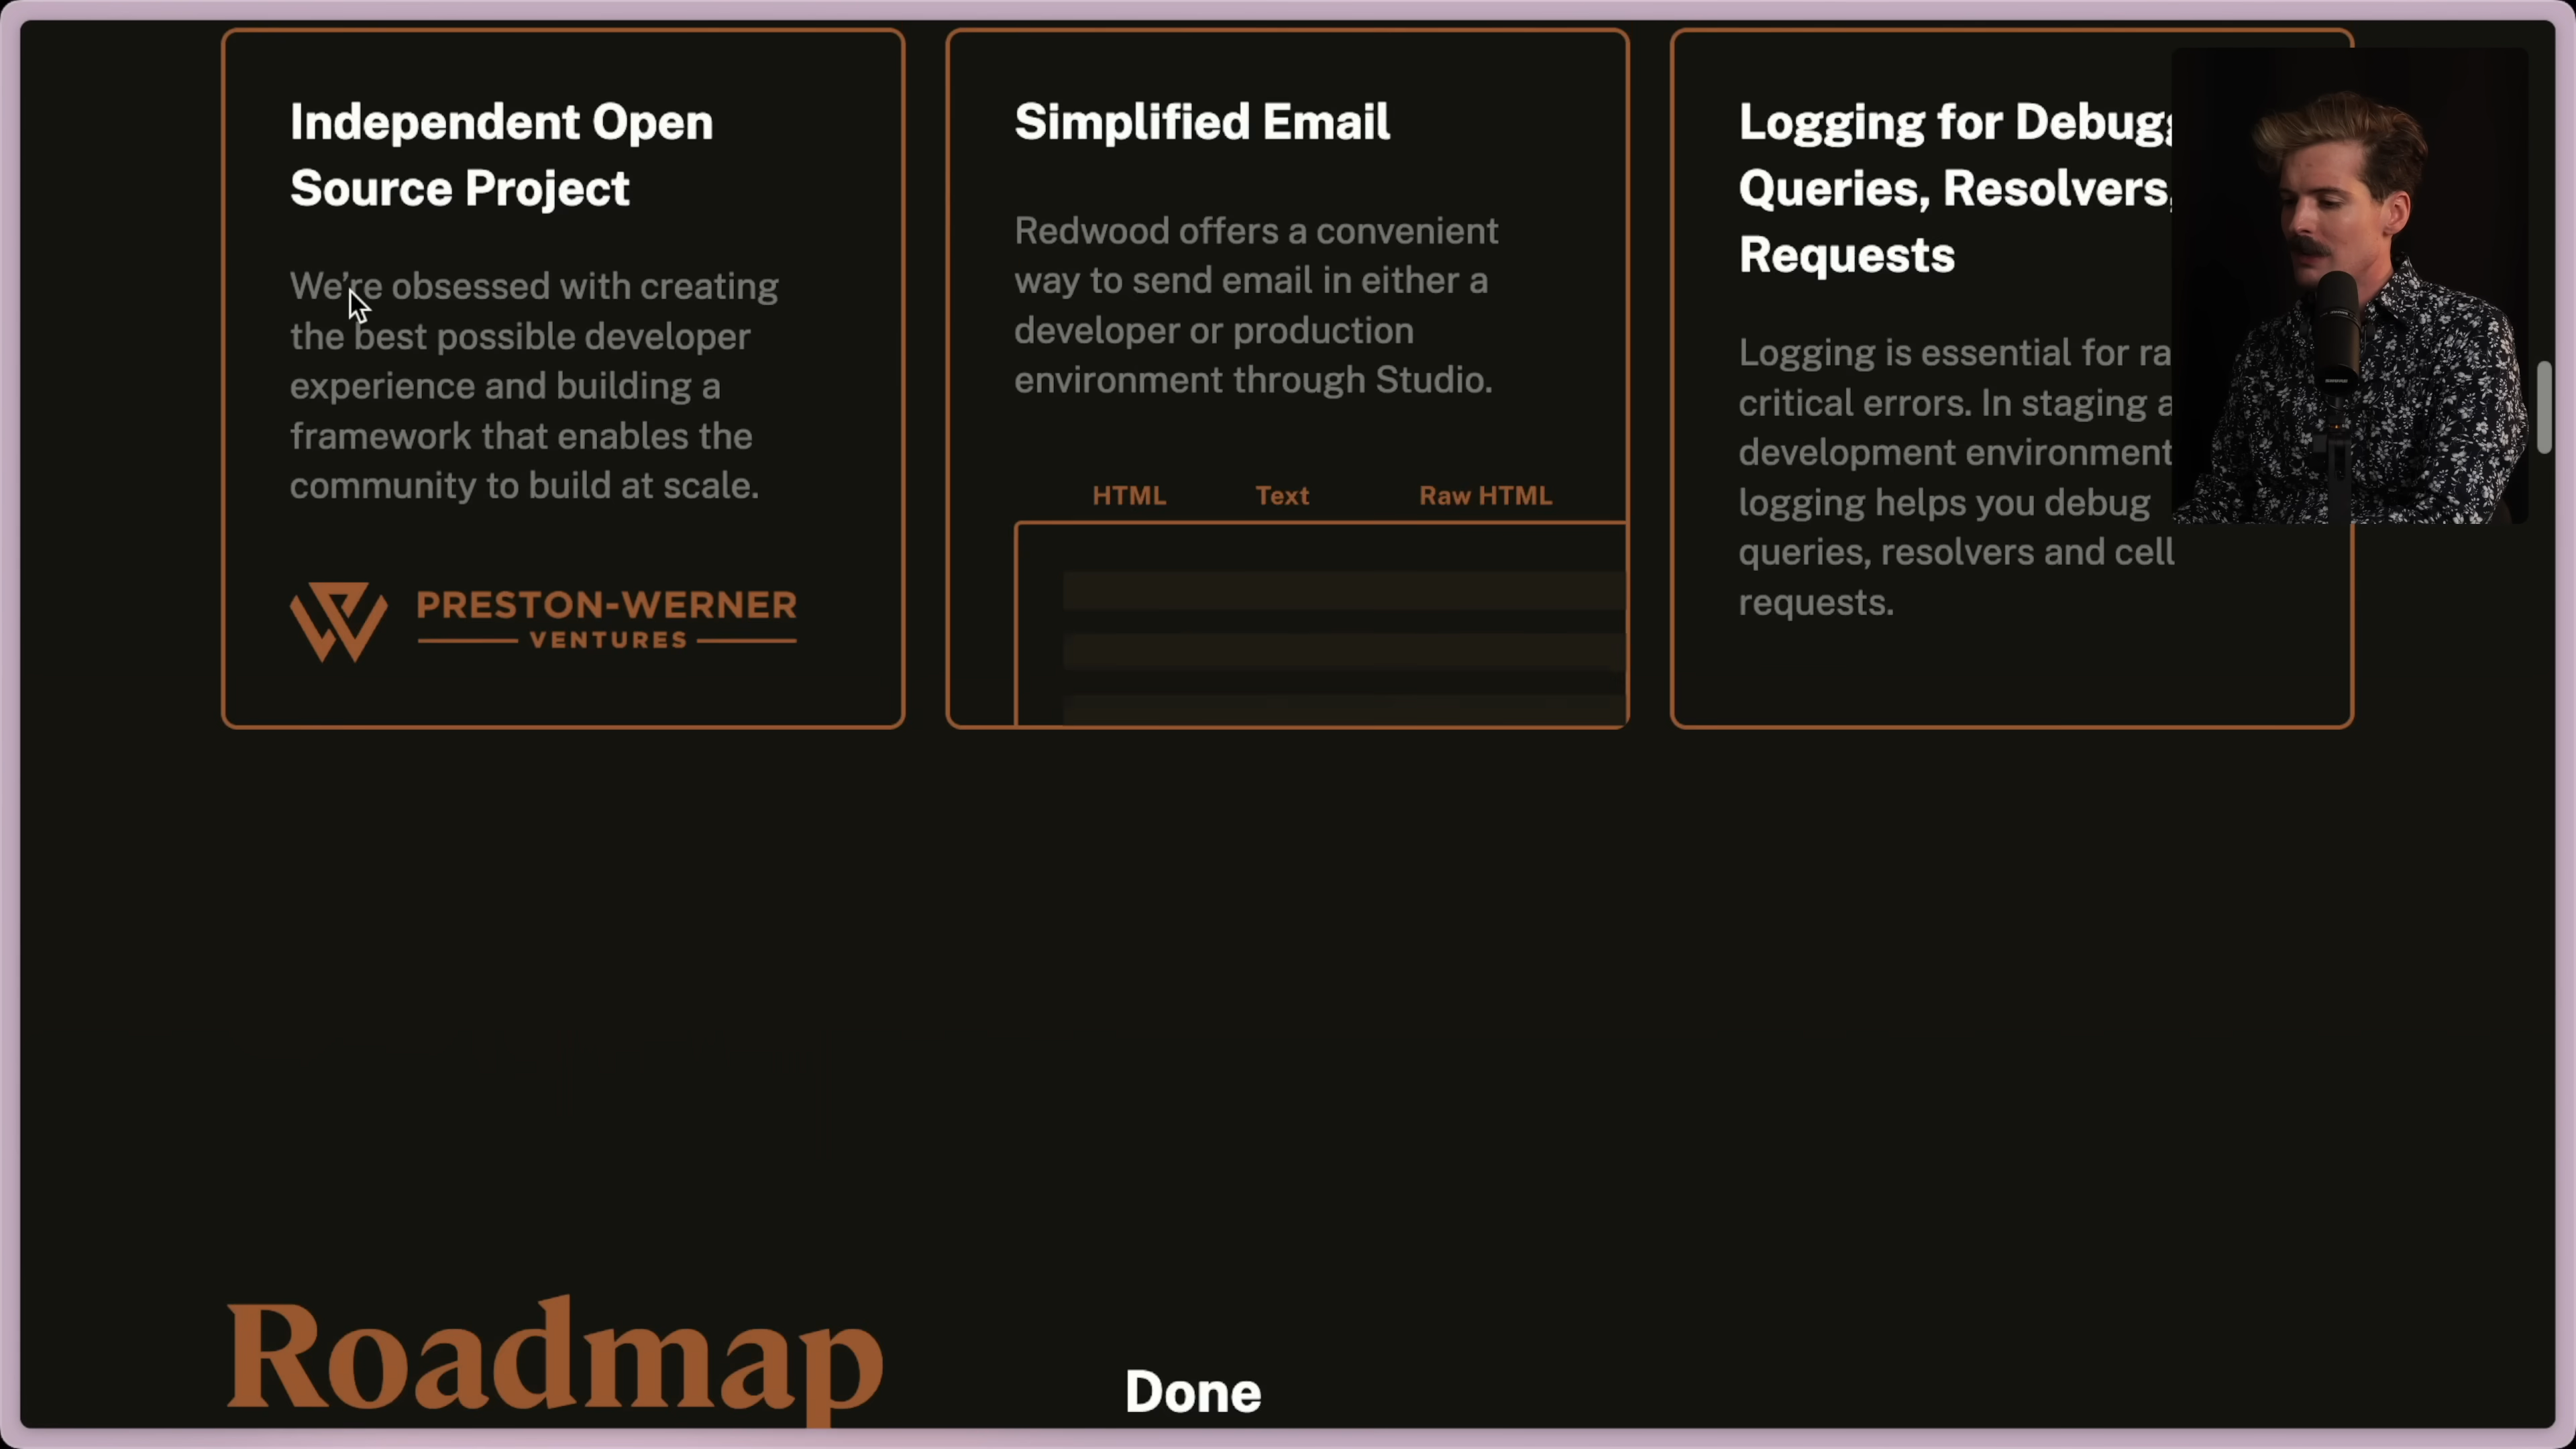 Independent Open
Source Project
We're obsessed with creating
the best possible developer
experience and building a
framework that enables the
community to build at scale.
PRESTON-WERNER
VENTURES
Simplified Email
Redwood offers a convenient
way to send email in either a
developer or production
environment through Studio.
HTML Text Raw HTML
Logging for Debugg
Queries, Resolvers,
Requests
Logging is essential for ra
critical errors. In staging a
development environment
logging helps you debug
queries, resolvers and cell
requests.
Roadmap
Done